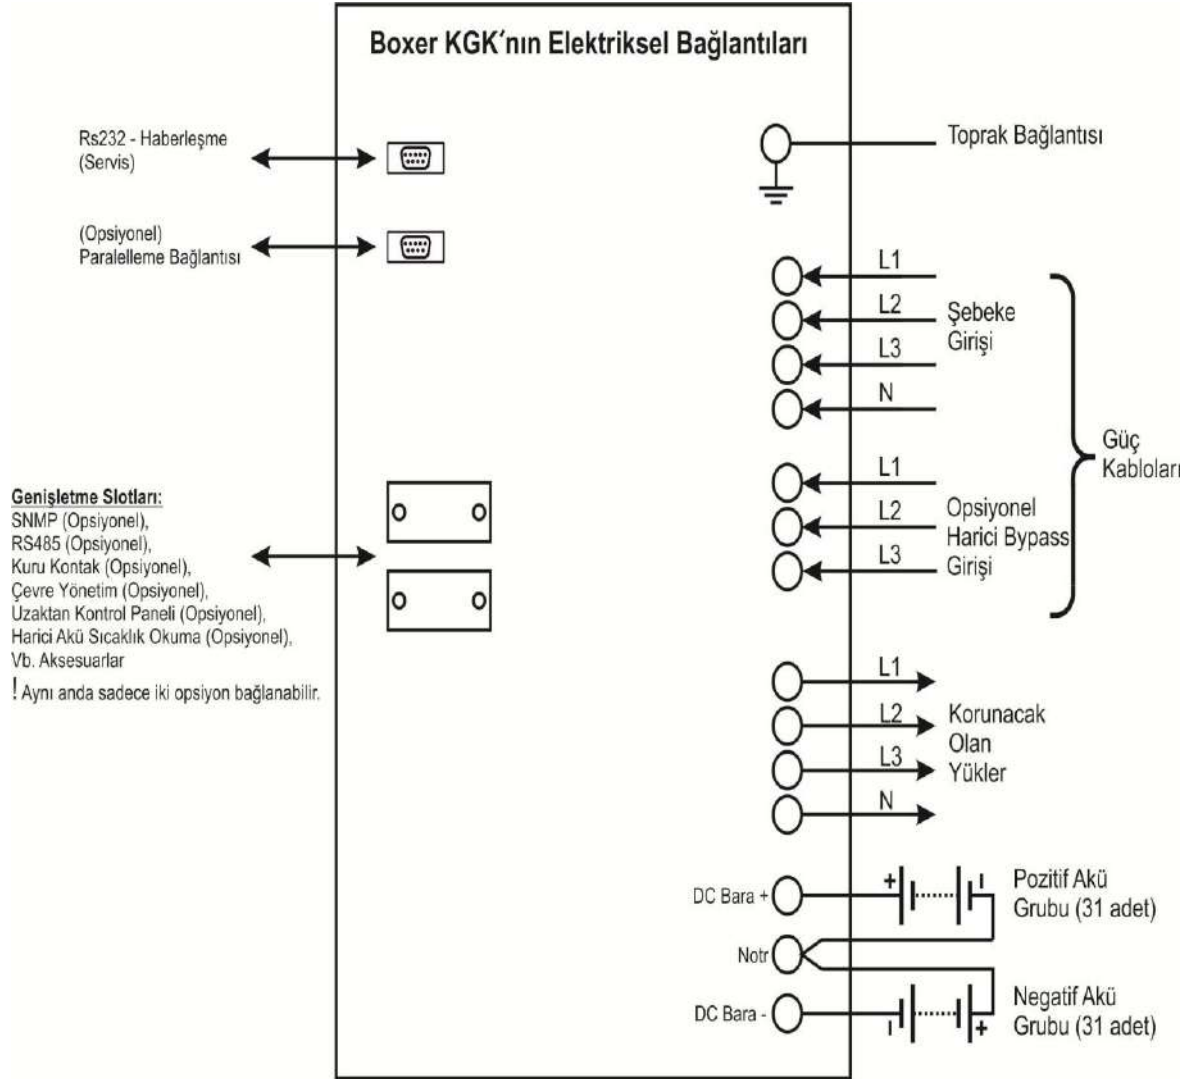 Boxer KGK'nın Elektriksel Bağlantıları
Rs232 - Haberleşme
(Servis)
(Opsiyonel)
Paralelleme Bağlantısı
Genişletme Slotları:
SNMP (Opsiyonel),
RS485 (Opsiyonel),
Kuru Kontak (Opsiyonel),
Çevre Yönetim (Opsiyonel),
Uzaktan Kontrol Paneli (Opsiyonel),
Harici Akü Sıcaklık Okuma (Opsiyonel),
Vb. Aksesuarlar
! Aynı anda sadece iki opsiyon bağlanabilir.
Toprak Bağlantısı
L1
L2
L3
N
Şebeke
Girişi
L1
L2
L3
Opsiyonel
Harici Bypass
Girişi
Güç
Kabloları
L1
L2
L3
N
Korunacak
Olan
Yükler
DC Bara +
+
I
Pozitif Akü
Grubu (31 adet)
Notr
DC Bara -
I
+
Negatif Akü
Grubu (31 adet)